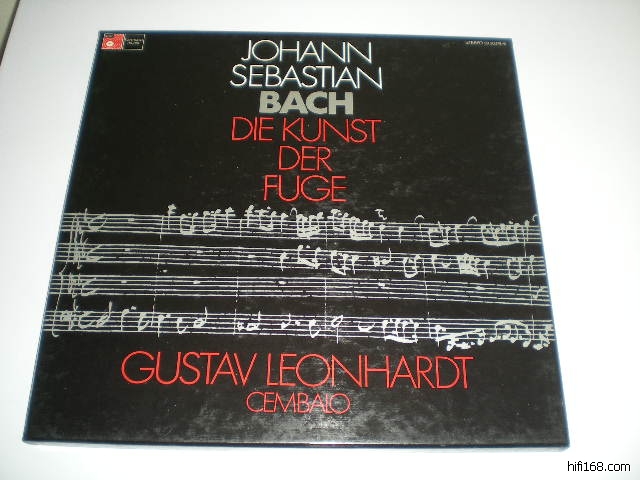 JOHANN
SEBASTIAN
BACH
DIE KUNST
DER
FUGE
GUSTAV LEONHARDT
CEMBALO
hifi168.com